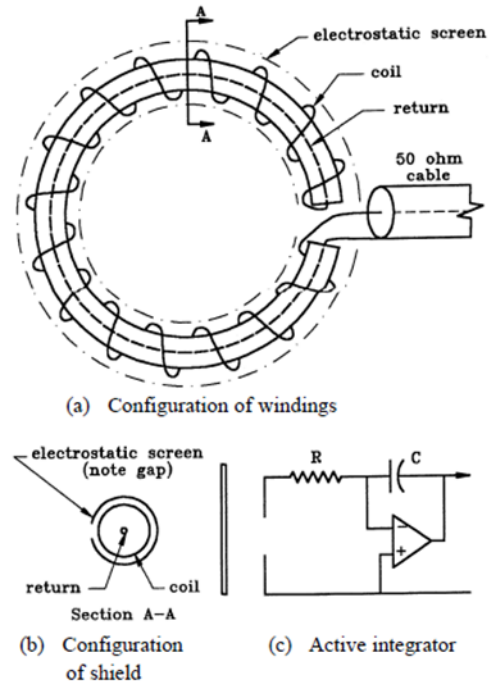 A
electrostatic screen
coil
return
A
50 ohm
cable
(a) Configuration of windings
electrostatic screen
(note gap)
return
coil
Section A-A
(b) Configuration
of shield
R
C
-
+
(c) Active integrator